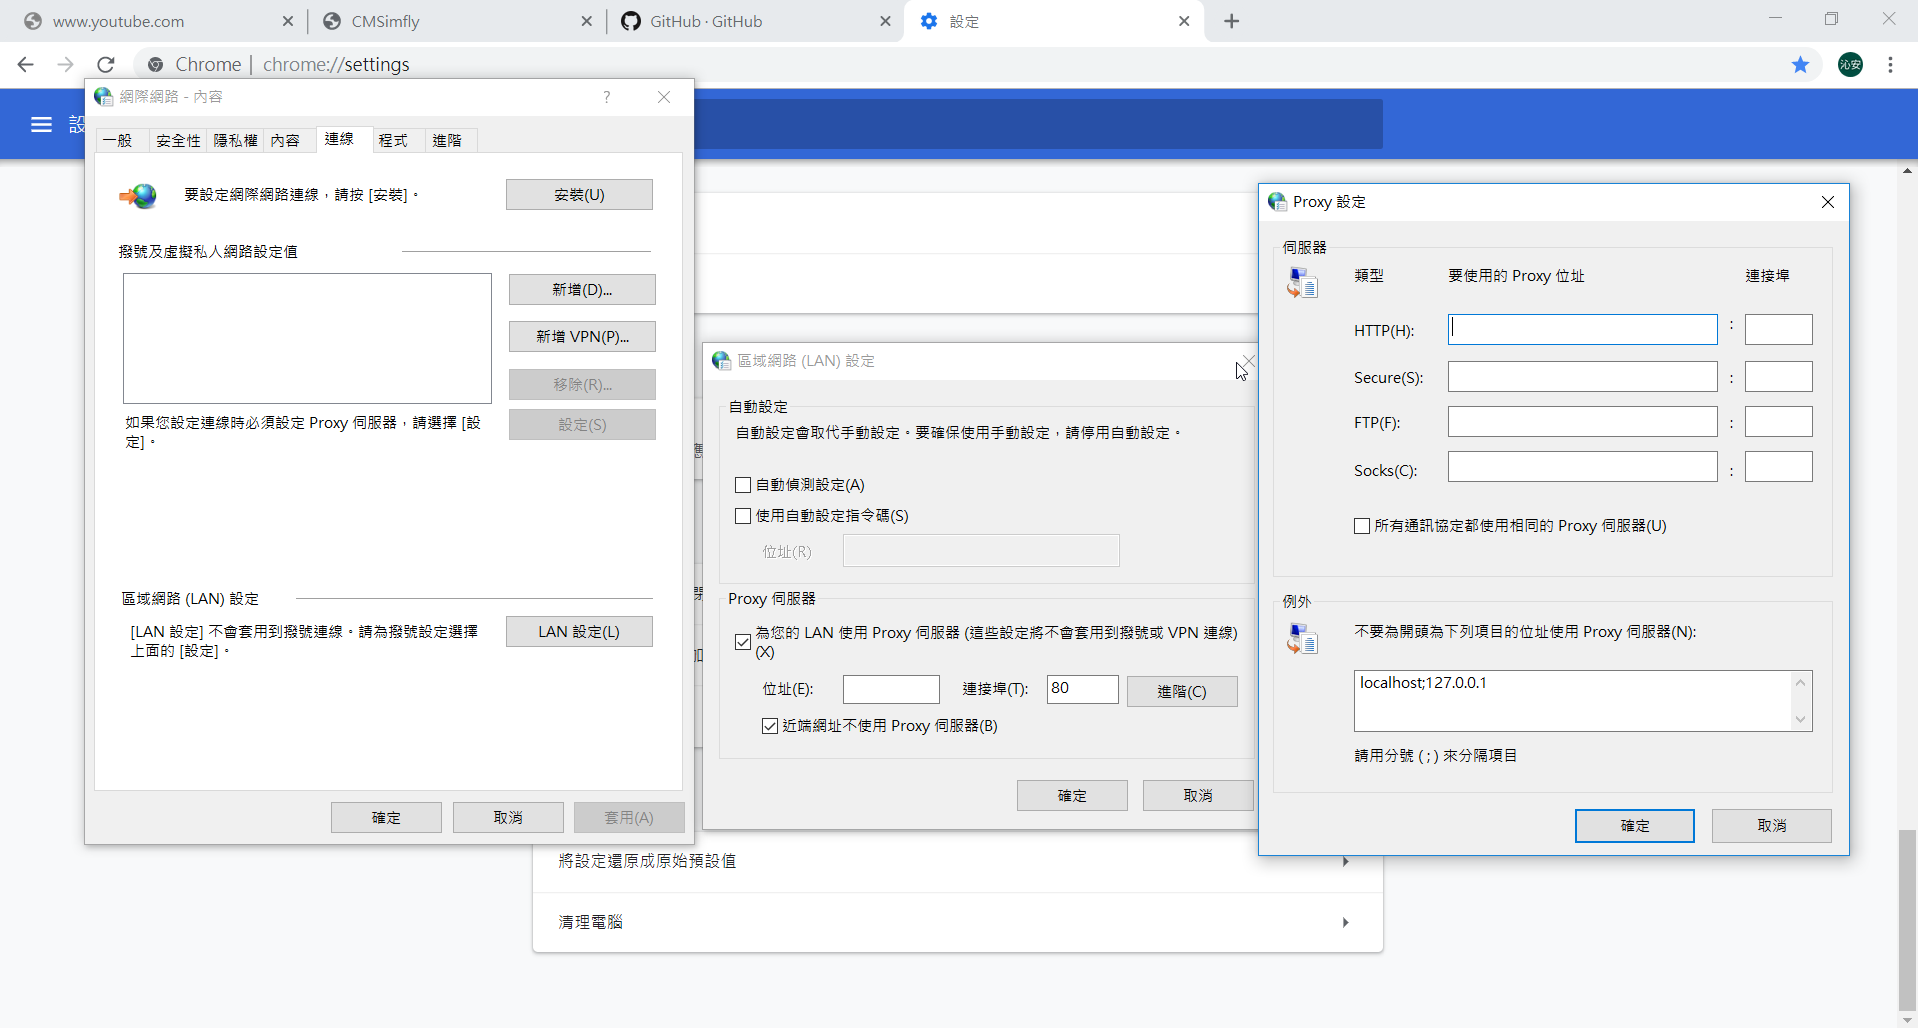 www.youtube.com
CMSimfly
GitHub · GitHub
設定
Chrome | chrome://settings
沁安
網際網路 - 內容
?
一般
安全性
隱私權
內容
連線
程式
進階
要設定網際網路連線，請按 [安裝]。
安裝(U)
撥號及虛擬私人網路設定值
新增(D)...
新增 VPN(P)...
移除(R)...
設定(S)
如果您設定連線時必須設定 Proxy 伺服器，請選擇 [設
定]。
區域網路 (LAN) 設定
[LAN 設定] 不會套用到撥號連線。請為撥號設定選擇
上面的 [設定]。
LAN 設定(L)
確定
取消
套用(A)
區域網路 (LAN) 設定
自動設定
自動設定會取代手動設定。要確保使用手動設定，請停用自動設定。
自動偵測設定(A)
使用自動設定指令碼(S)
位址(R)
Proxy 伺服器
為您的 LAN 使用 Proxy 伺服器 (這些設定將不會套用到撥號或 VPN 連線)
(X)
位址(E):
連接埠(T):
80
進階(C)
近端網址不使用 Proxy 伺服器(B)
確定
取消
Proxy 設定
伺服器
類型
要使用的 Proxy 位址
連接埠
HTTP(H):
:
Secure(S):
:
FTP(F):
:
Socks(C):
:
所有通訊協定都使用相同的 Proxy 伺服器(U)
例外
不要為開頭為下列項目的位址使用 Proxy 伺服器(N):
localhost;127.0.0.1
請用分號 ( ; ) 來分隔項目
確定
取消
將設定還原成原始預設值
清理電腦